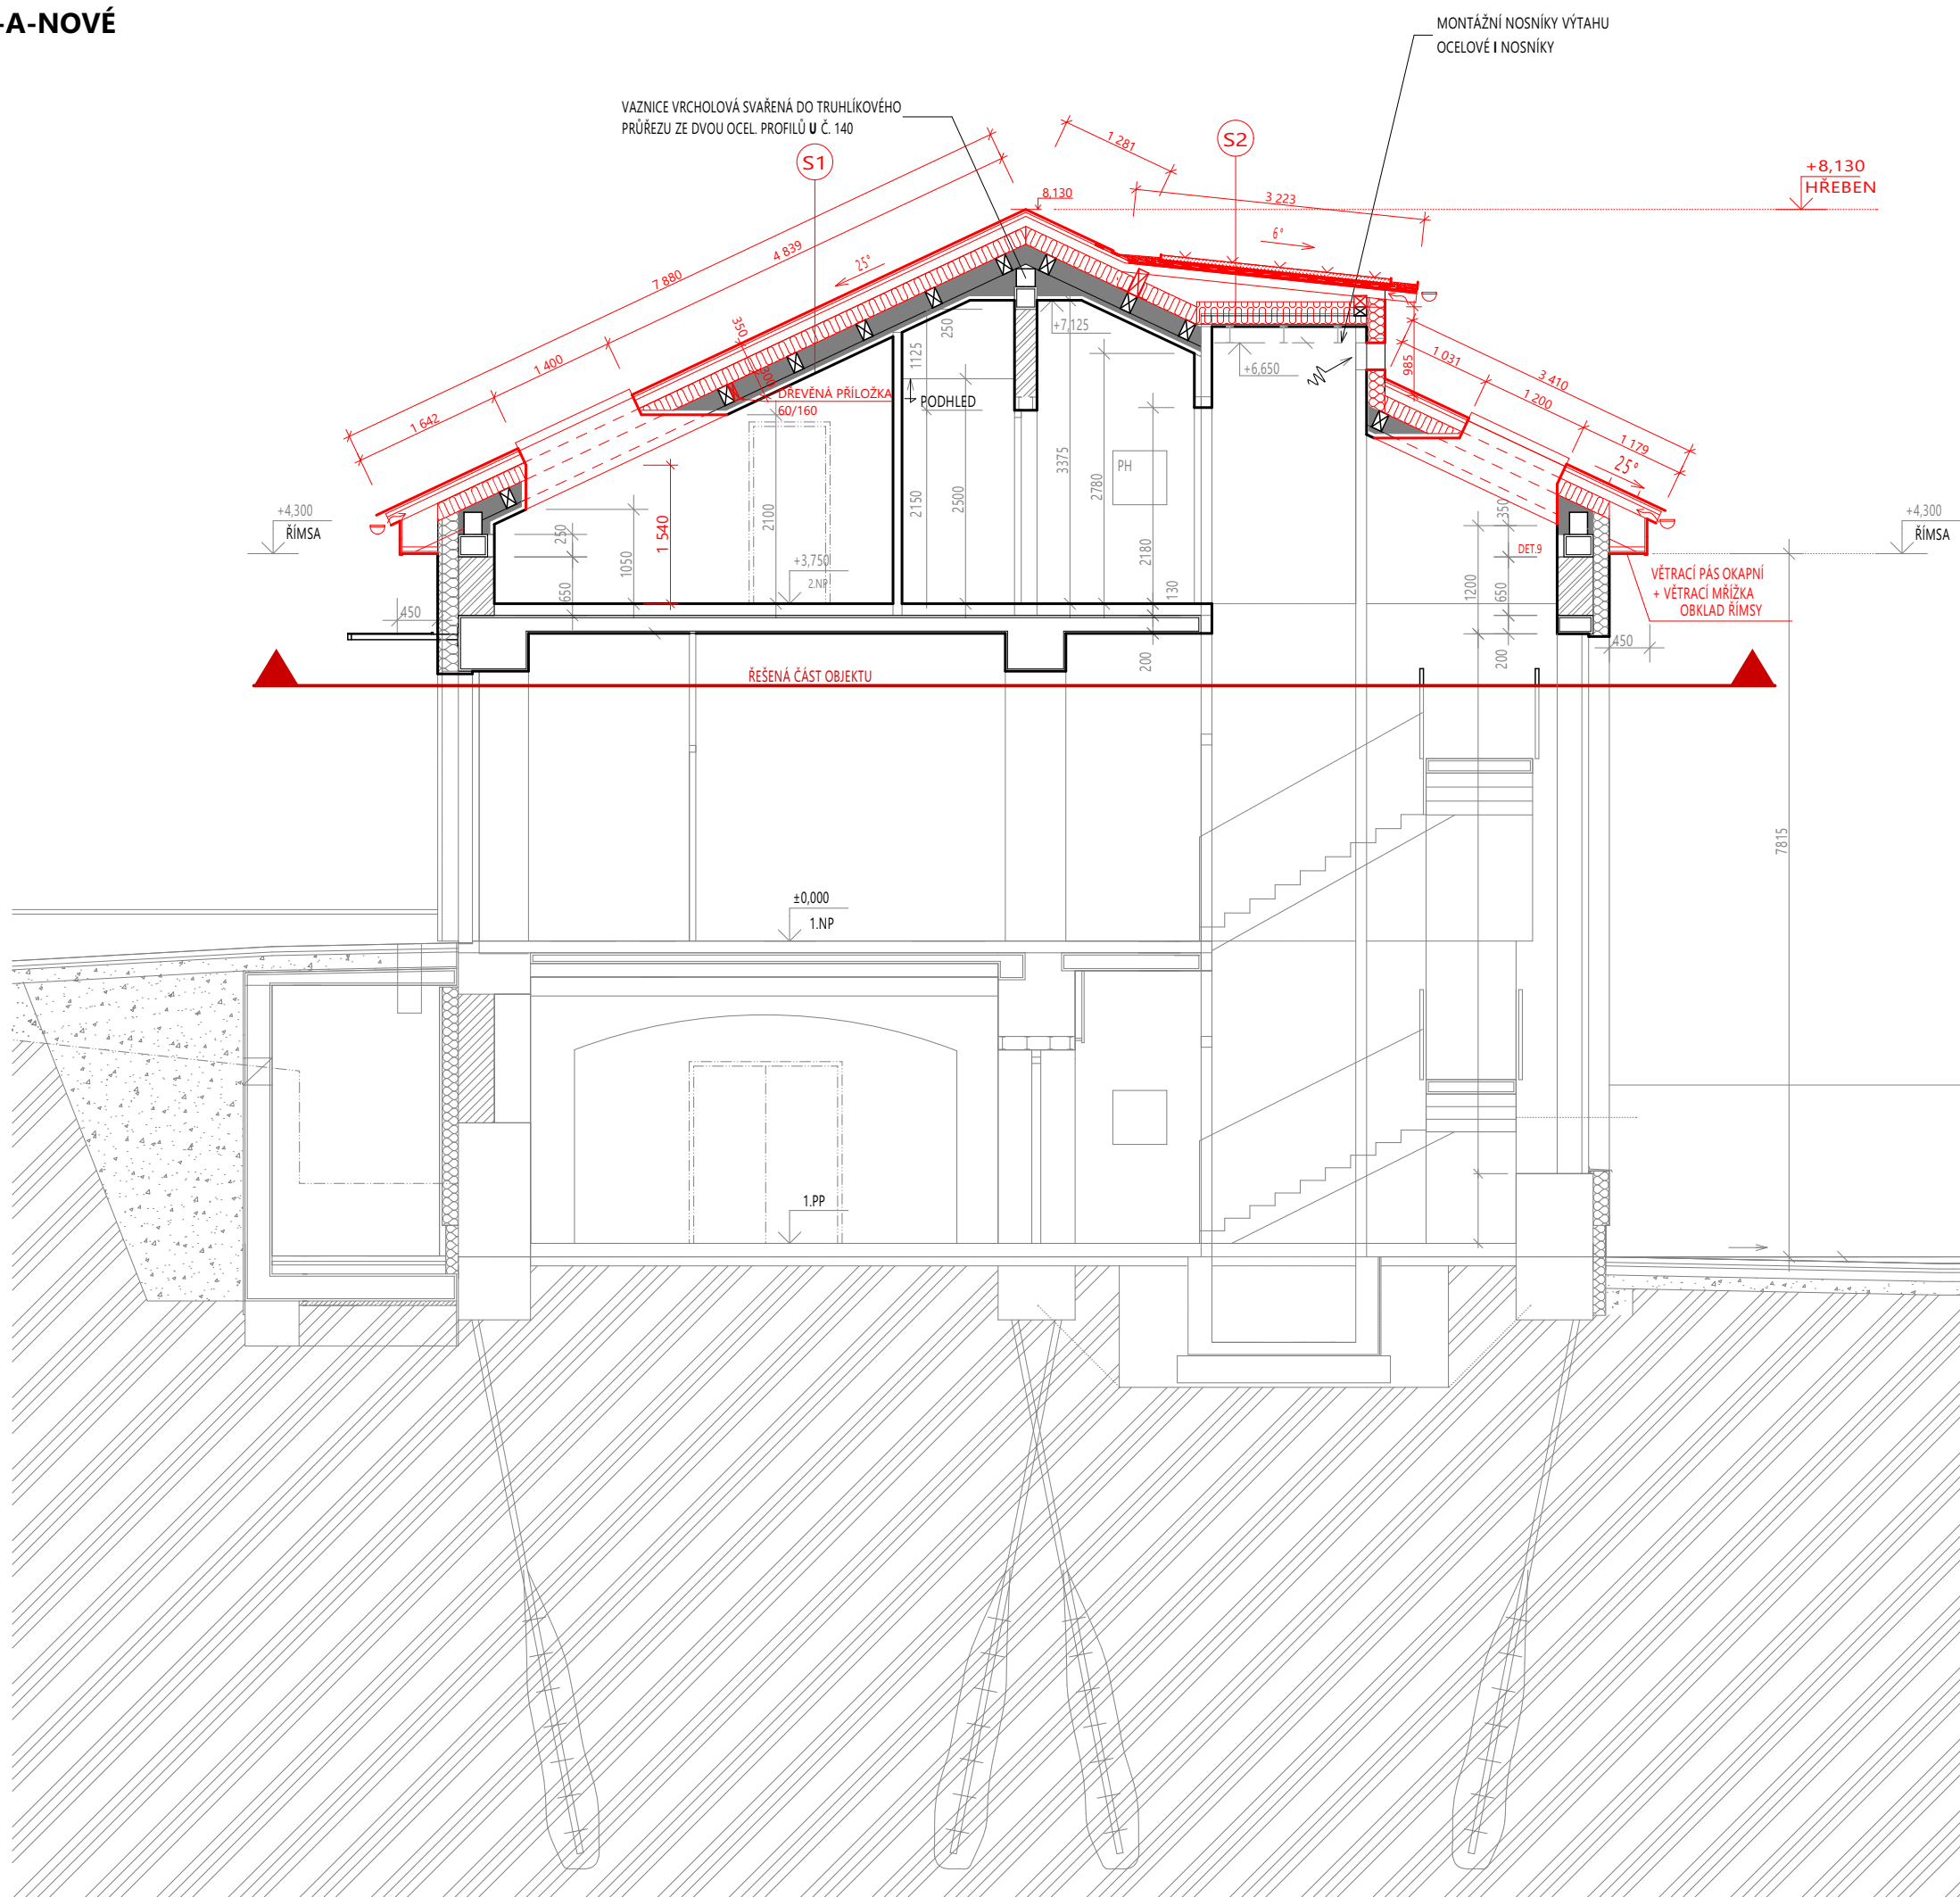 -A-NOVÉ
MONTÁŽNÍ NOSNÍKY VÝTAHU
OCELOVÉ I NOSNÍKY
VAZNICE VRCHOLOVÁ SVAŘENÁ DO TRUHLÍKOVÉHO
PRŮŘEZU ZE DVOU OCEL. PROFILŮ U Č. 140
S1
S2
1 281
3 223
8,130
+8,130
HŘEBEN
6°
25°
4 839
7 880
350
300
1 400
1 642
250
1125
+7,125
+6,650
985
1 031
3 410
1 200
1 179
25°
DŘEVĚNÁ PŘÍLOŽKA
60/160
PODHLED
PH
+4,300
ŘÍMSA
250
1050
650
1 540
2100
2150
2500
3375
2780
2180
130
200
+3,750
2.NP
450
350
1200
650
200
DET.9
+4,300
ŘÍMSA
VĚTRACÍ PÁS OKAPNÍ
+ VĚTRACÍ MŘÍŽKA
OBKLAD ŘÍMSY
450
ŘEŠENÁ ČÁST OBJEKTU
7815
±0,000
1.NP
1.PP